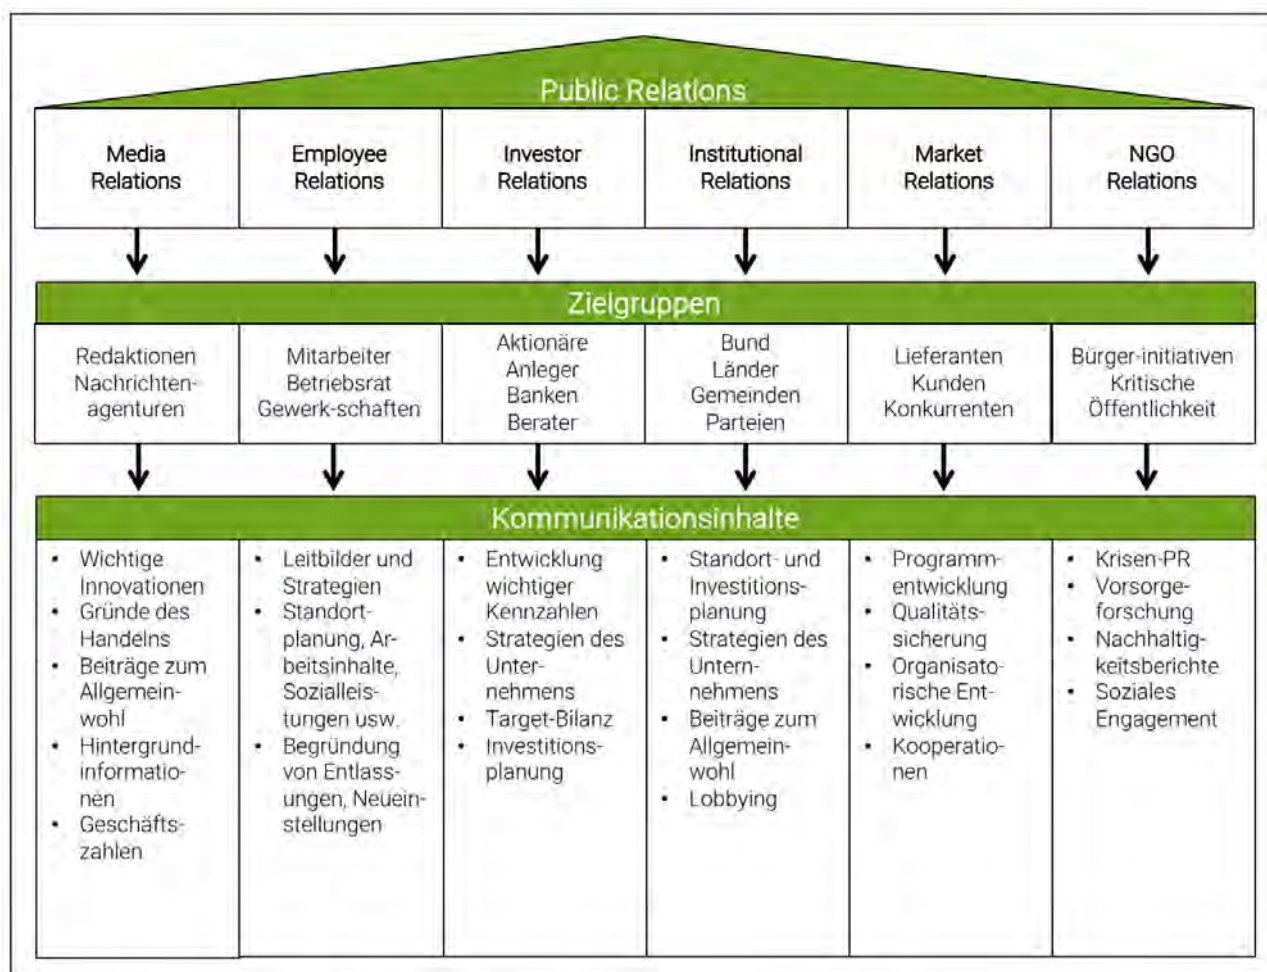 Public Relations
Media
Relations
Employee
Relations
Investor
Relations
Institutional
Relations
Market
Relations
NGO
Relations
Zielgruppen
Redaktionen
Nachrichten-
agenturen
Mitarbeiter
Betriebsrat
Gewerk-schaften
Aktionäre
Anleger
Banken
Berater
Bund
Länder
Gemeinden
Parteien
Lieferanten
Kunden
Konkurrenten
Bürger-initiativen
Kritische
Öffentlichkeit
Kommunikationsinhalte
• Wichtige
Innovationen
• Gründe des
Handelns
• Beiträge zum
Allgemein-
wohl
• Hintergrund-
informatio-
nen
• Geschäfts-
zahlen
• Leitbilder und
Strategien
• Standort-
planung, Ar-
beitsinhalte,
Sozialleis-
tungen usw.
• Begründung
von Entlass-
ungen, Neuein-
stellungen
• Entwicklung
wichtiger
Kennzahlen
• Strategien des
Unter-
nehmens
• Target-Bilanz
• Investitions-
planung
• Standort- und
Investitions-
planung
• Strategien des
Untern-
nehmens
• Beiträge zum
Allgemein-
wohl
• Lobbying
• Programm-
entwicklung
• Qualitäts-
sicherung
• Organisato-
rische Ent-
wicklung
• Kooperatio-
nen
• Krisen-PR
• Vorsorge-
forschung
• Nachhaltig-
keitsberichte
• Soziales
Engagement